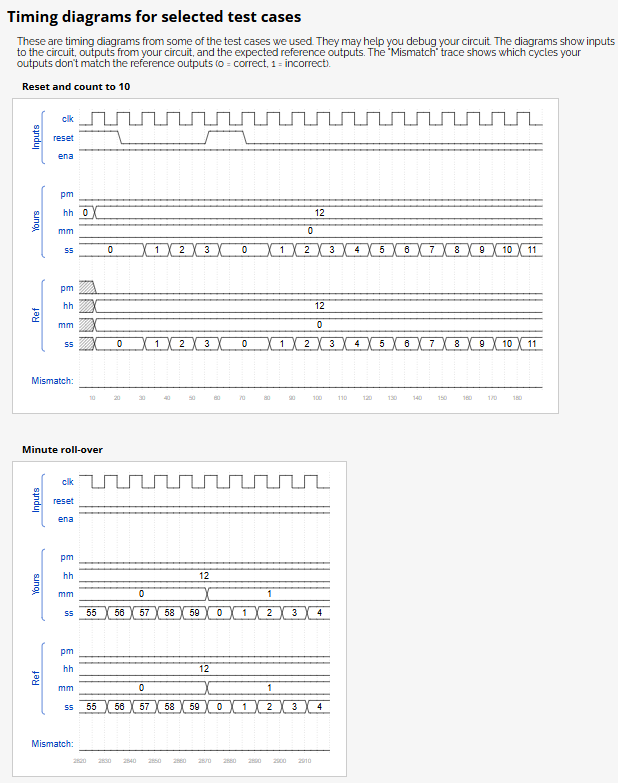 Timing diagrams for selected test cases
These are timing diagrams from some of the test cases we used. They may help you debug your circuit. The diagrams show inputs
to the circuit, outputs from your circuit, and the expected reference outputs. The "Mismatch" trace shows which cycles your
outputs don't match the reference outputs (0 = correct, 1 = incorrect).
Reset and count to 10
Inputs
clk
reset
ena
Yours
pm
hh 0 12
mm 0
ss 0 1 2 3 0 1 2 3 4 5 6 7 8 9 10 11
Ref
pm
hh 12
mm 0
ss 0 1 2 3 0 1 2 3 4 5 6 7 8 9 10 11
Mismatch:
10 20 30 40 50 60 70 80 90 100 110 120 130 140 150 160 170 180
Minute roll-over
Inputs
clk
reset
ena
Yours
pm
hh 12
mm 0 1
ss 55 56 57 58 59 0 1 2 3 4
Ref
pm
hh 12
mm 0 1
ss 55 56 57 58 59 0 1 2 3 4
Mismatch:
2820 2830 2840 2850 2860 2870 2880 2890 2900 2910